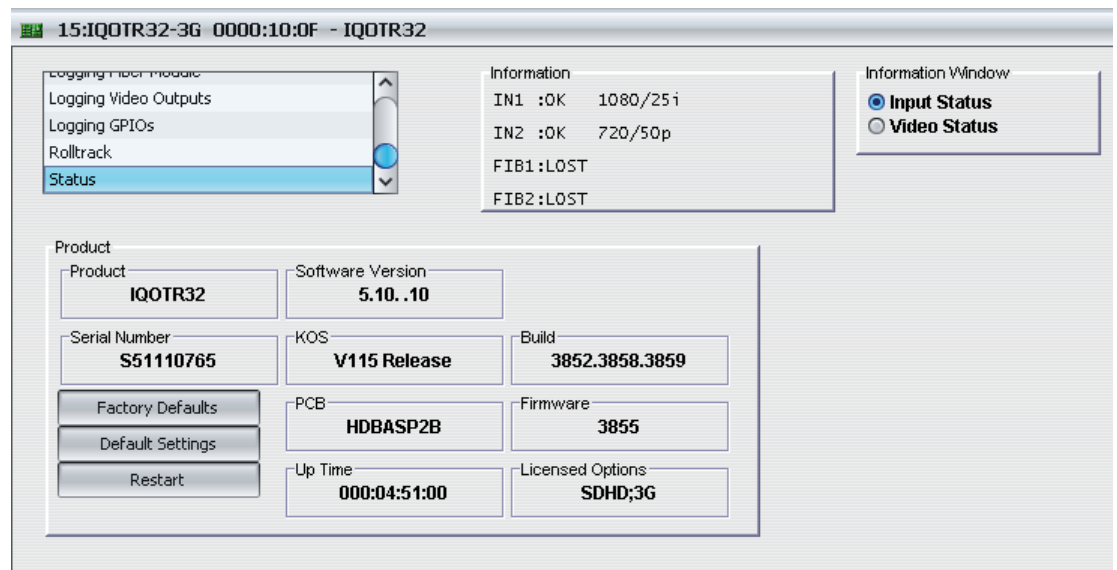 15:IQOTR32-3G 0000:10:0F - IQOTR32
Logging Fiber Module
Logging Video Outputs
Logging GPIOs
Rolltrack
Status
Information
IN1 :OK 1080/25i
IN2 :OK 720/50p
FIB1:LOST
FIB2:LOST
Information Window
Input Status
Video Status
Product
Product
IQOTR32
Software Version
5.10. .10
Serial Number
S51110765
KOS
V115 Release
Build
3852.3858.3859
Factory Defaults
Default Settings
Restart
PCB
HDBASP2B
Firmware
3855
Up Time
000:04:51:00
Licensed Options
SDHD;3G